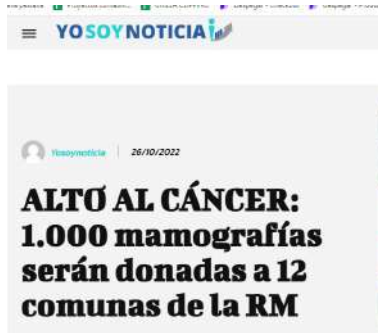 YOSOYNOTICIA
Yosoynoticia 26/10/2022
ALTO AL CÁNCER:
1.000 mamografías
serán donadas a 12
comunas de la RM